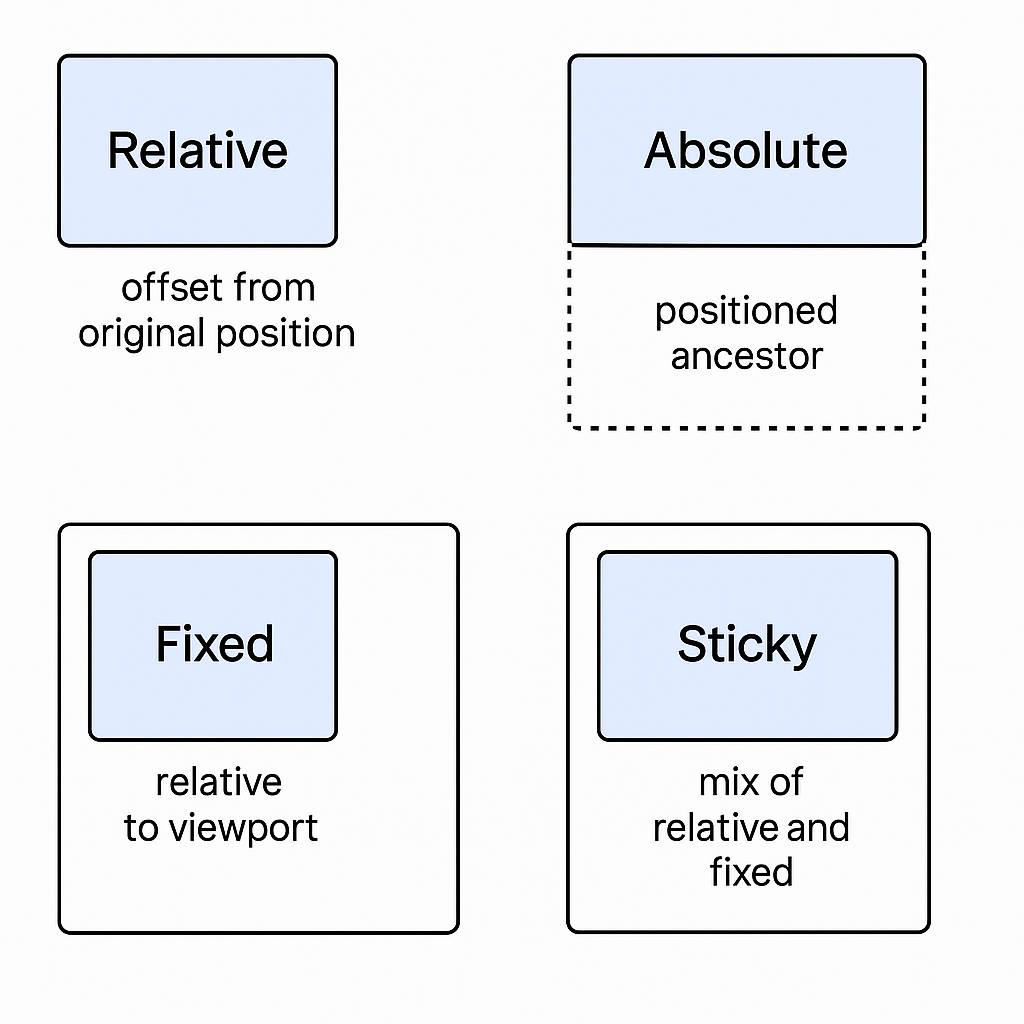 Relative
offset from
original position
Absolute
positioned
ancestor
Fixed
relative
to viewport
Sticky
mix of
relative and
fixed